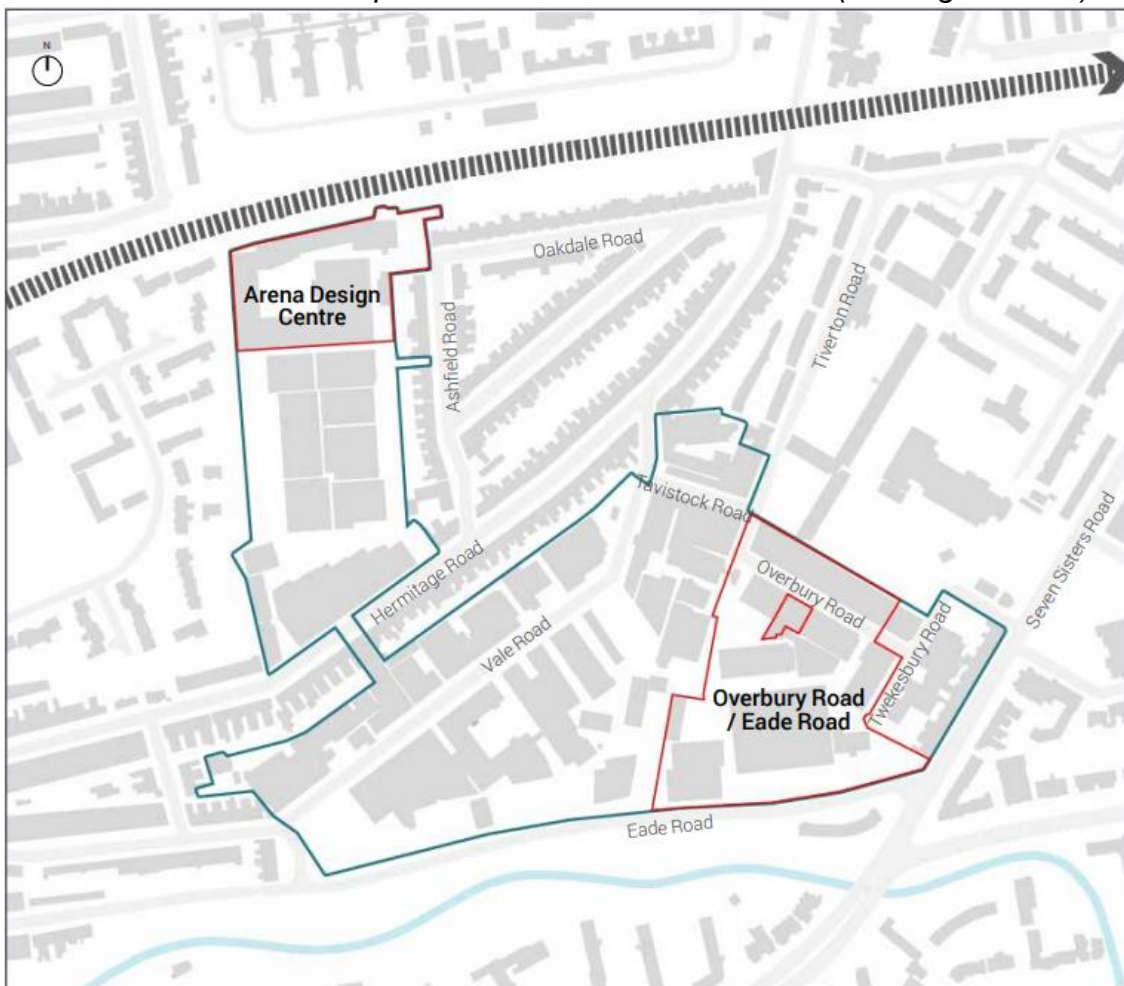 N
Oakdale Road
Arena Design
Centre
Ashfield Road
Tiverton Road
Tavistock Road
Seven Sisters Road
Hermitage Road
Overbury Road
Vale Road
Twekesbury Road
Overbury Road
/ Eade Road
Eade Road